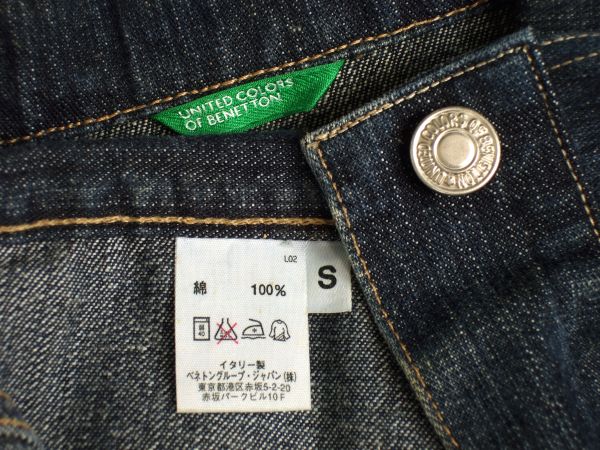 UNITED COLORS
OF BENETTON
UNITED COLORS OF BENETTON
L02
S
綿 100%
弱
40
イタリー製
ベネトングループ・ジャパン(株)
東京都港区赤坂5-2-20
赤坂パークビル10F